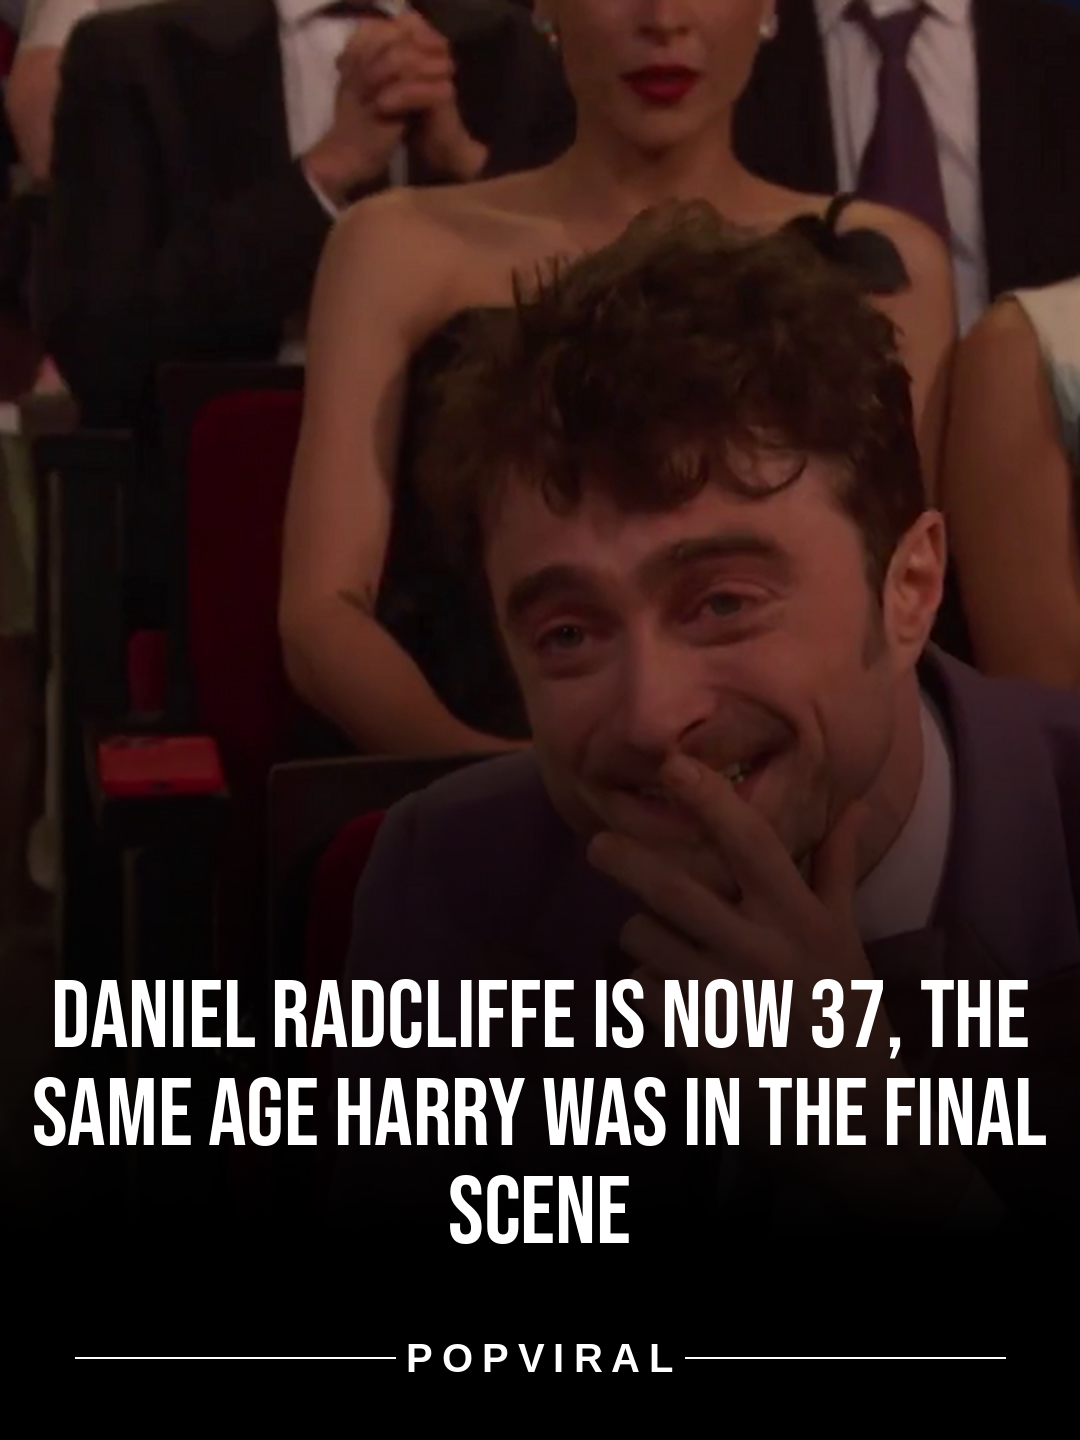 DANIEL RADCLIFFE IS NOW 37, THE
SAME AGE HARRY WAS IN THE FINAL
SCENE
POPVIRAL